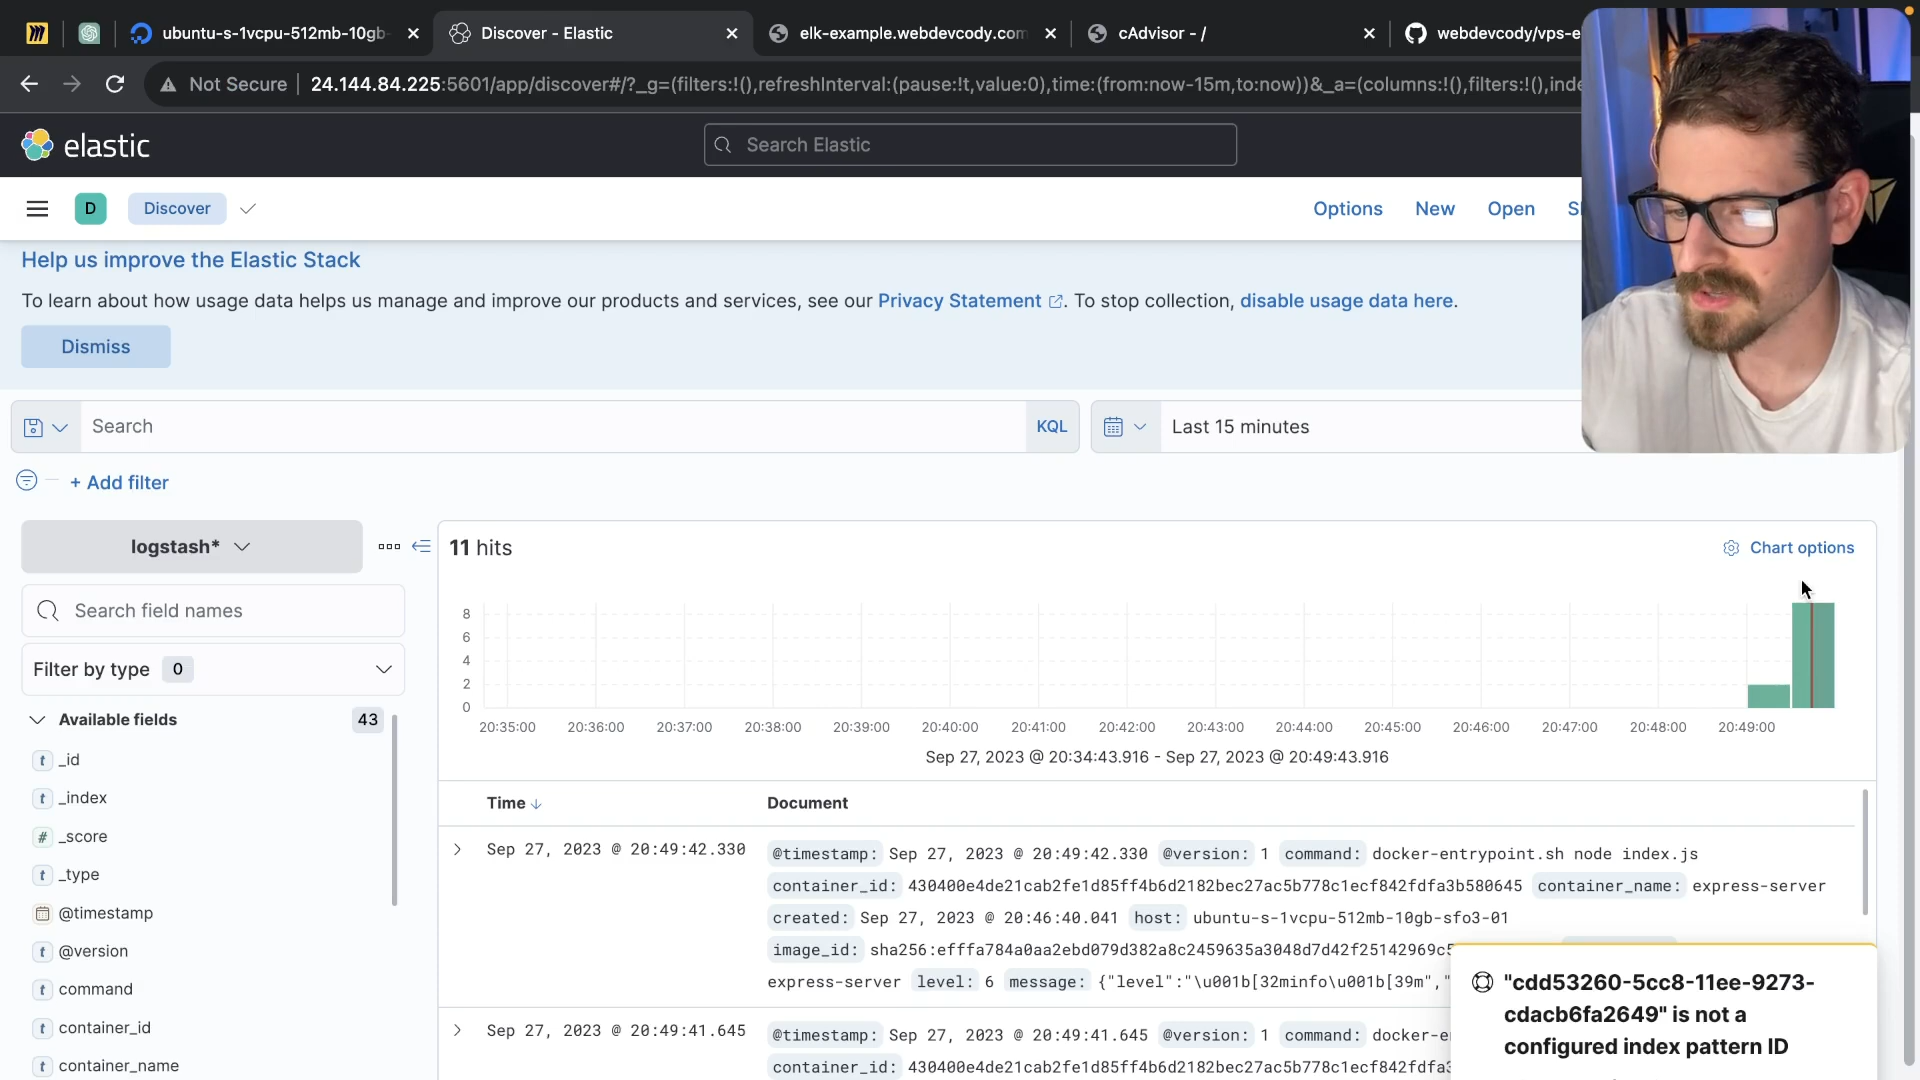 ubuntu-s-1vcpu-512mb-10gb-
Discover - Elastic
elk-example.webdevcody.com
cAdvisor - /
webdevcody/vps-e
Not Secure
24.144.84.225:5601/app/discover#/?_g=(filters:!(),refreshInterval:(pause:!t,value:0),time:(from:now-15m,to:now))&_a=(columns:!(),filters:!(),inde
elastic
Search Elastic
D
Discover
Options
New
Open
Help us improve the Elastic Stack
To learn about how usage data helps us manage and improve our products and services, see our Privacy Statement. To stop collection, disable usage data here.
Dismiss
Search
KQL
Last 15 minutes
+ Add filter
logstash*
11 hits
Chart options
Search field names
Filter by type 0
Available fields 43
t _id
t _index
# _score
t _type
@timestamp
t @version
t command
t container_id
t container_name
8
6
4
2
0
20:35:00 20:36:00 20:37:00 20:38:00 20:39:00 20:40:00 20:41:00 20:42:00 20:43:00 20:44:00 20:45:00 20:46:00 20:47:00 20:48:00 20:49:00
Sep 27, 2023 @ 20:34:43.916 - Sep 27, 2023 @ 20:49:43.916
Time Document
Sep 27, 2023 @ 20:49:42.330
@timestamp: Sep 27, 2023 @ 20:49:42.330 @version: 1 command: docker-entrypoint.sh node index.js
container_id: 430400e4de21cab2fe1d85ff4b6d2182bec27ac5b778c1ecf842fdfa3b580645 container_name: express-server
created: Sep 27, 2023 @ 20:46:40.041 host: ubuntu-s-1vcpu-512mb-10gb-sfo3-01
image_id: sha256:efffa784a0aa2ebd079d382a8c2459635a3048d7d42f25142969c5
express-server level: 6 message: {"level":"\u001b[32minfo\u001b[39m","
Sep 27, 2023 @ 20:49:41.645
@timestamp: Sep 27, 2023 @ 20:49:41.645 @version: 1 command: docker-e
container_id: 430400e4de21cab2fe1d85ff4b6d2182bec27ac5b778c1ecf842fdfa3
"cdd53260-5cc8-11ee-9273-
cdacb6fa2649" is not a
configured index pattern ID